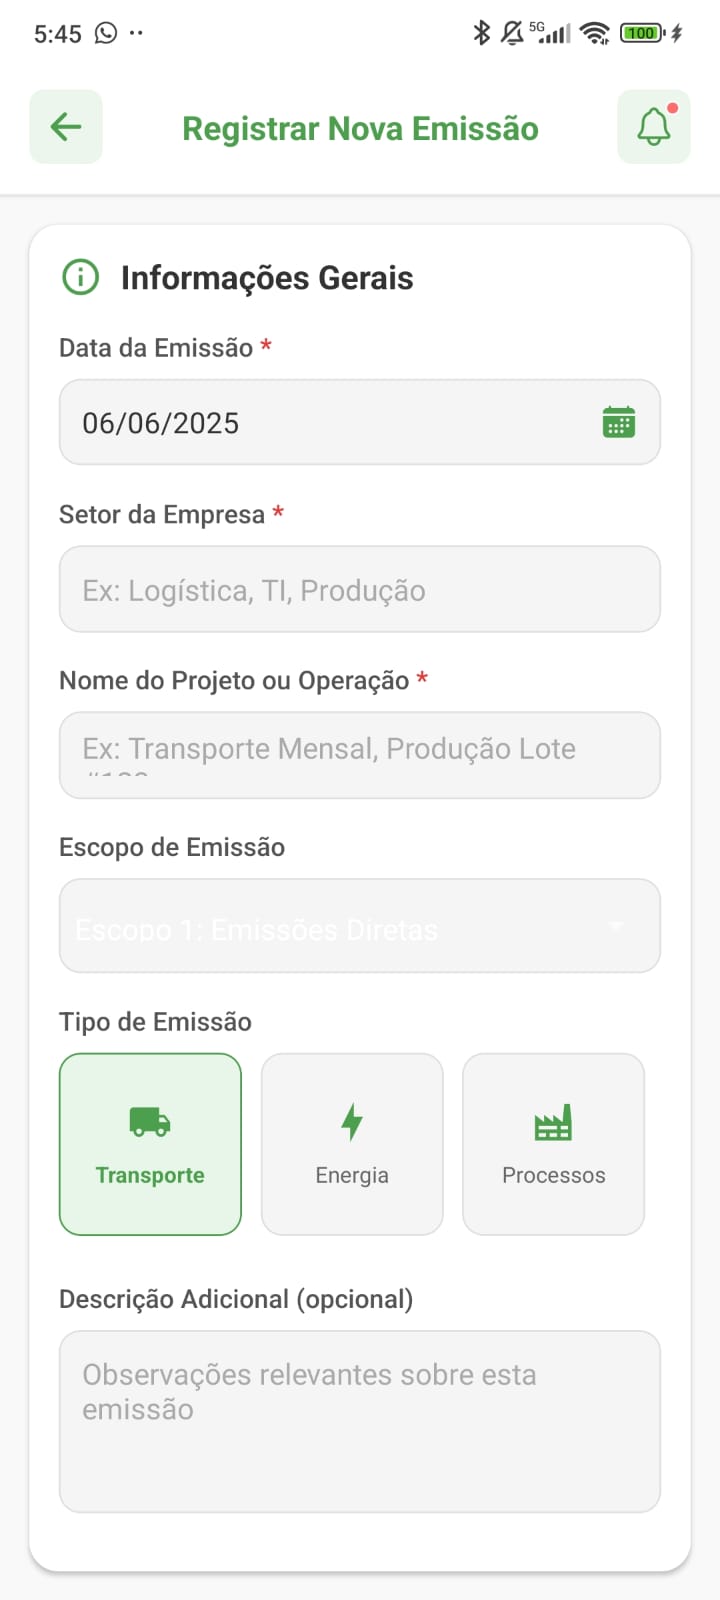 5:45
5G
100
Registrar Nova Emissão
Informações Gerais
Data da Emissão *
06/06/2025
Setor da Empresa *
Ex: Logística, TI, Produção
Nome do Projeto ou Operação *
Ex: Transporte Mensal, Produção Lote
Escopo de Emissão
Escopo 1: Emissões Diretas
Tipo de Emissão
Transporte
Energia
Processos
Descrição Adicional (opcional)
Observações relevantes sobre esta
emissão